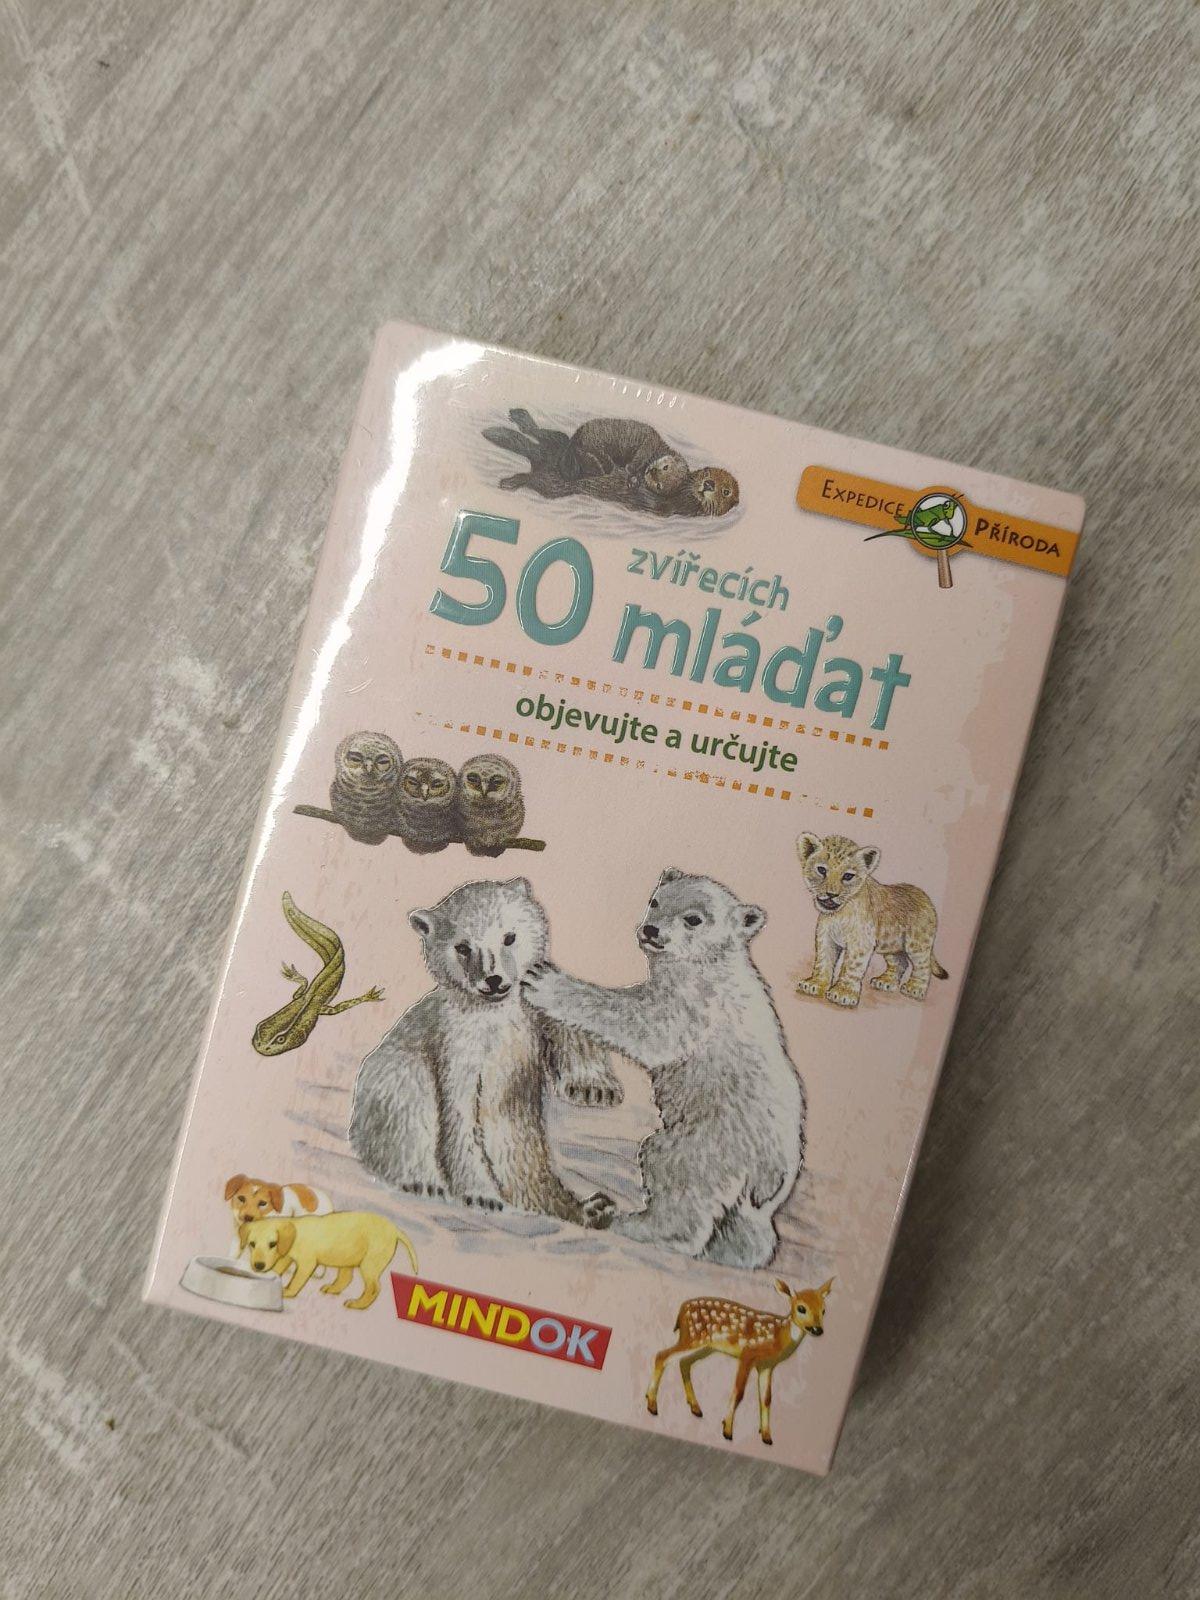 EXPEDICE PŘÍRODA
50 zvířecích
mláďat
objevujte a určujte
MINDOK